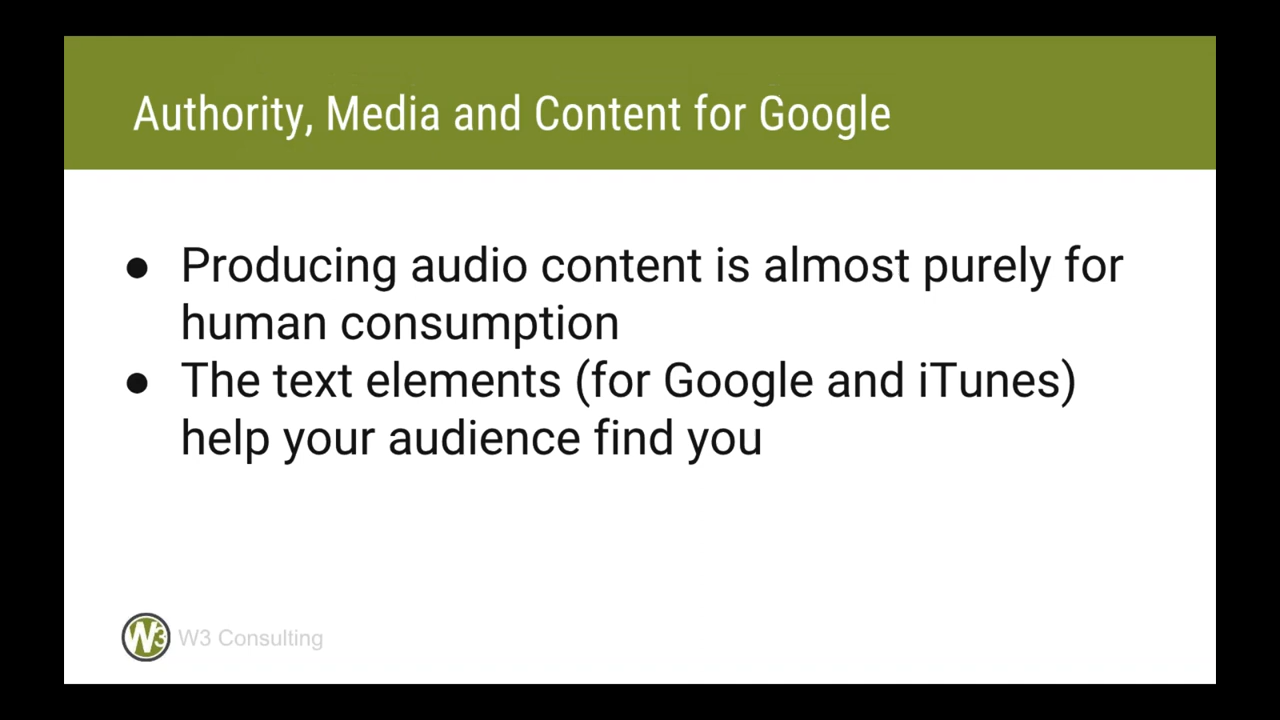 Authority, Media and Content for Google
● Producing audio content is almost purely for
human consumption
● The text elements (for Google and iTunes)
help your audience find you
W3 W3 Consulting